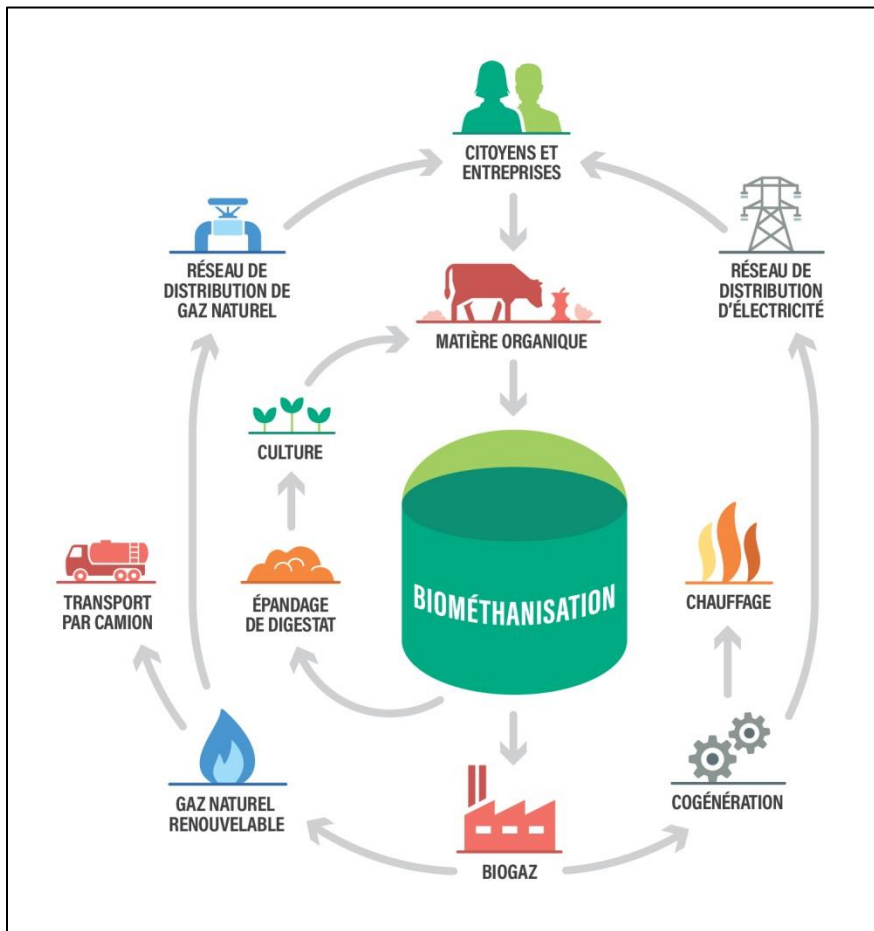 CITOYENS ET
ENTREPRISES
RÉSEAU DE
DISTRIBUTION DE
GAZ NATUREL
RÉSEAU DE
DISTRIBUTION
D'ÉLECTRICITÉ
MATIÈRE ORGANIQUE
CULTURE
BIOMÉTHANISATION
TRANSPORT
PAR CAMION
ÉPANDAGE
DE DIGESTAT
CHAUFFAGE
GAZ NATUREL
RENOUVELABLE
BIOGAZ
COGÉNÉRATION